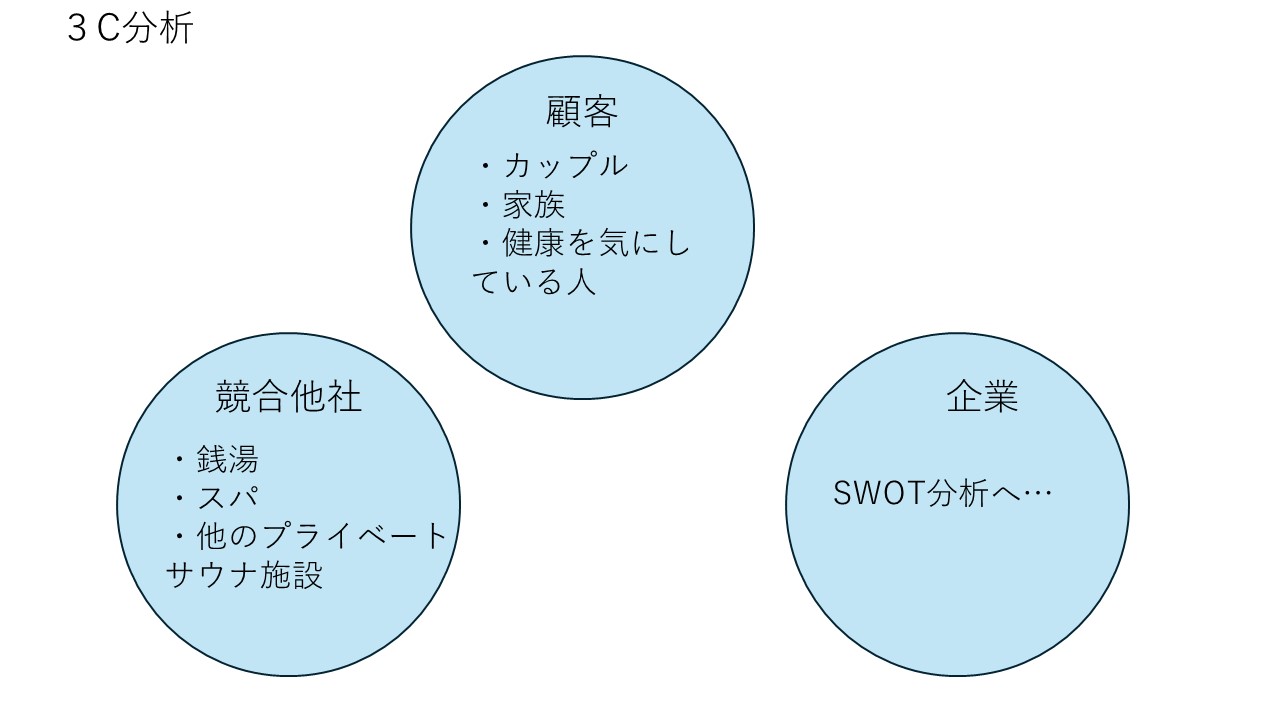 ３C分析
顧客
・カップル
・家族
・健康を気にし
ている人
競合他社
・銭湯
・スパ
・他のプライベート
サウナ施設
企業
SWOT分析へ…